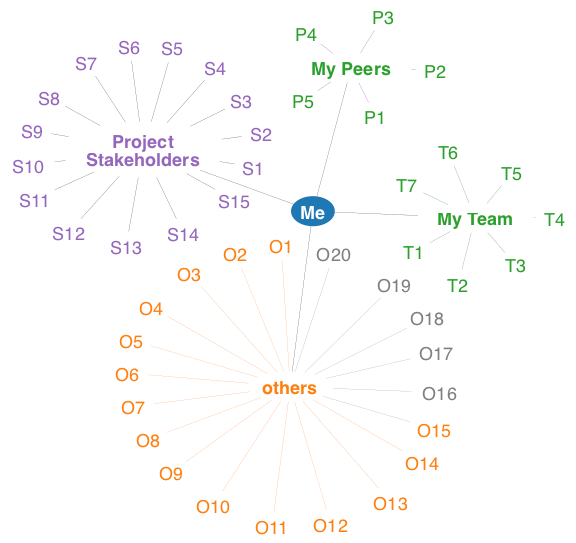 P3
P4
S6
S5
S7
S4
My Peers
P2
S8
S3
P5
P1
S9
S2
Project
Stakeholders
T6
S10
S1
T5
T7
S11
S15
Me
My Team
T4
S12
S14
S13
O1
O2
O20
T1
T3
O3
T2
O19
O4
O18
O5
O17
O6
others
O16
O7
O15
O8
O14
O9
O13
O10
O11
O12